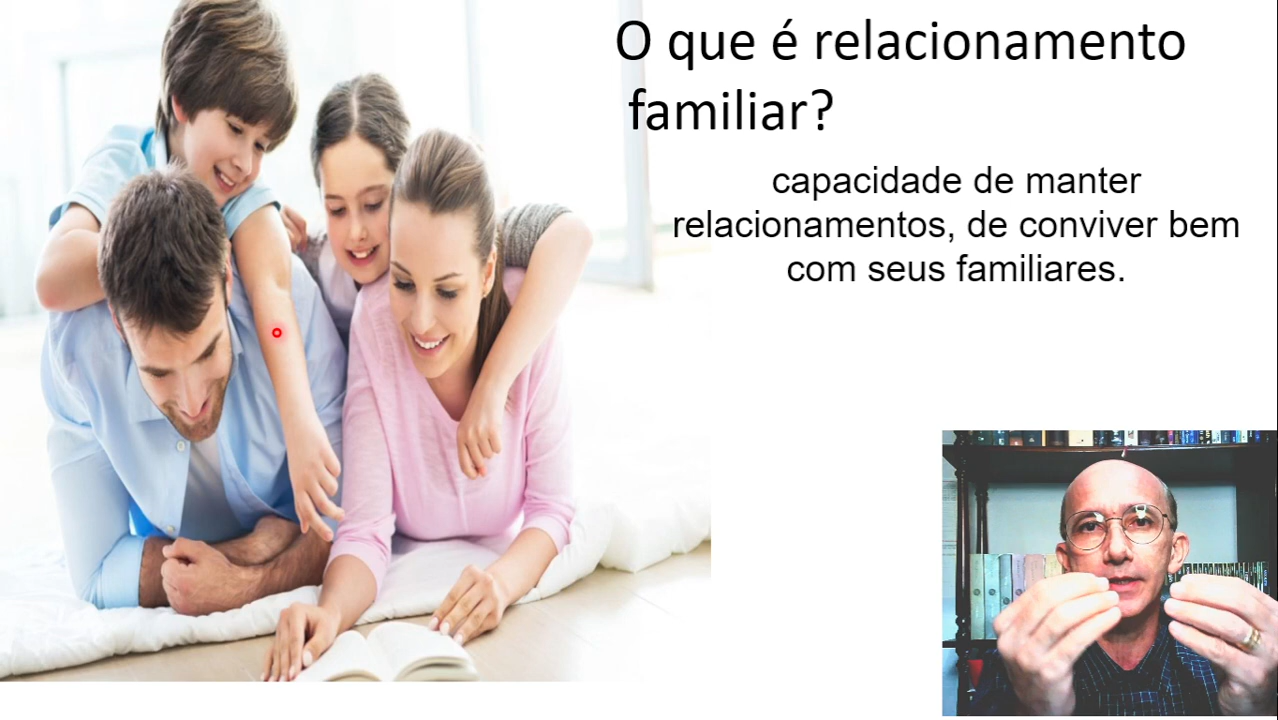 O que é relacionamento
familiar?
capacidade de manter
relacionamentos, de conviver bem
com seus familiares.